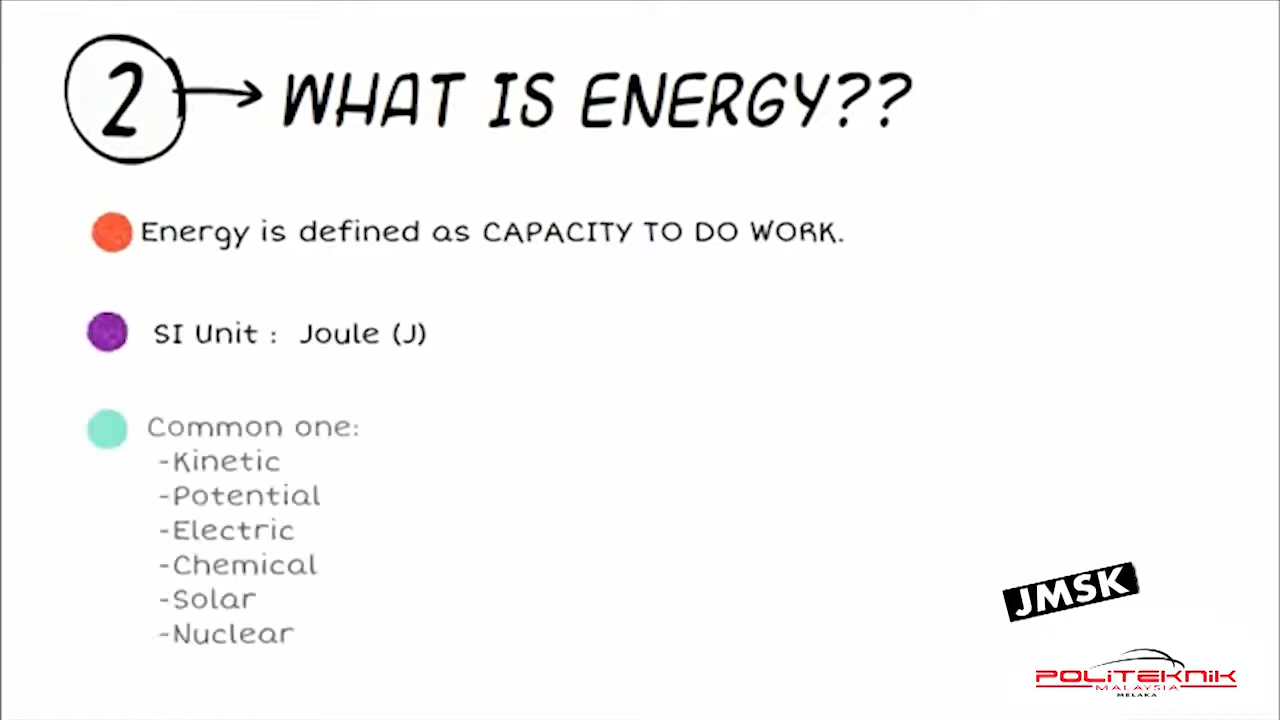 2 → WHAT IS ENERGY??
Energy is defined as CAPACITY TO DO WORK.
SI Unit : Joule (J)
Common one:
-Kinetic
-Potential
-Electric
-Chemical
-Solar
-Nuclear
JMSK
POLITEKNIK
MALAYSIA
MELAKA